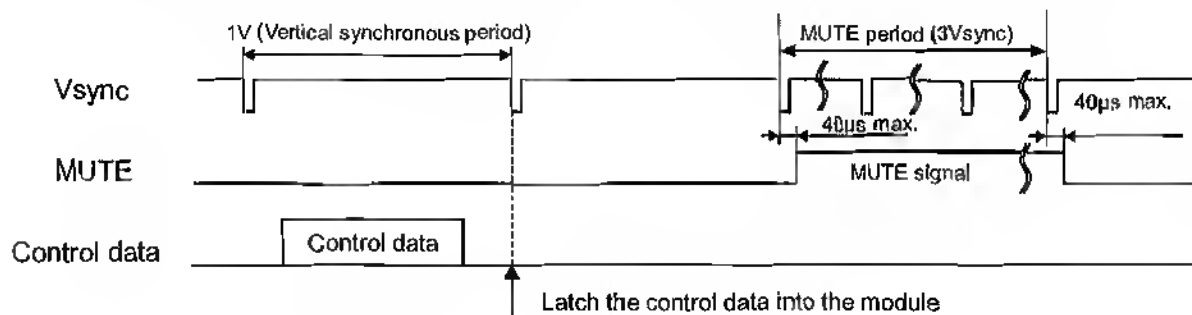 1V (Vertical synchronous period)
MUTE period (3Vsync)
Vsync
40μs max.
40μs max.
MUTE
MUTE signal
Control data
Control data
Latch the control data into the module